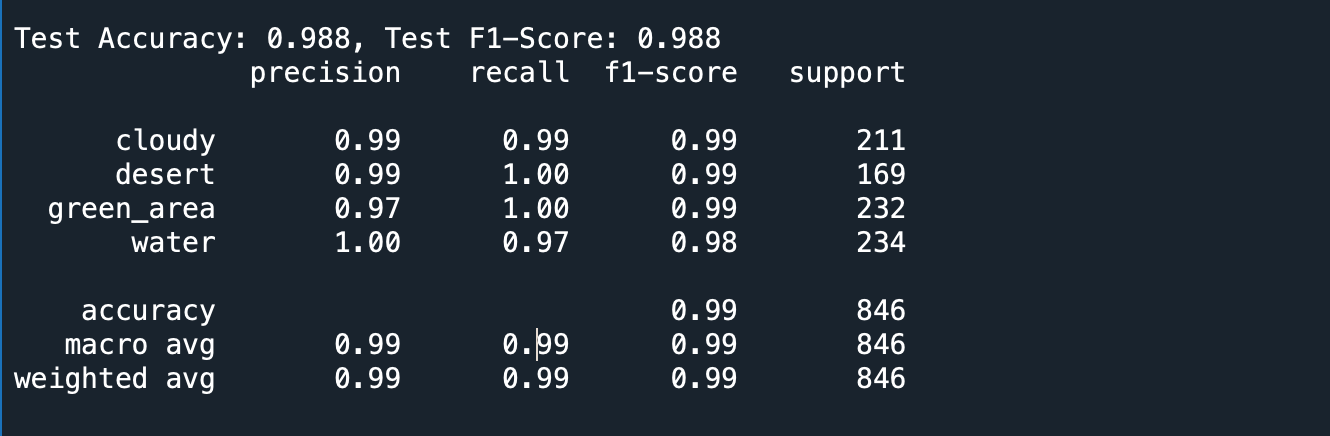 Test Accuracy: 0.988, Test F1-Score: 0.988
precision recall f1-score support
cloudy 0.99 0.99 0.99 211
desert 0.99 1.00 0.99 169
green_area 0.97 1.00 0.99 232
water 1.00 0.97 0.98 234
accuracy 0.99 846
macro avg 0.99 0.99 0.99 846
weighted avg 0.99 0.99 0.99 846